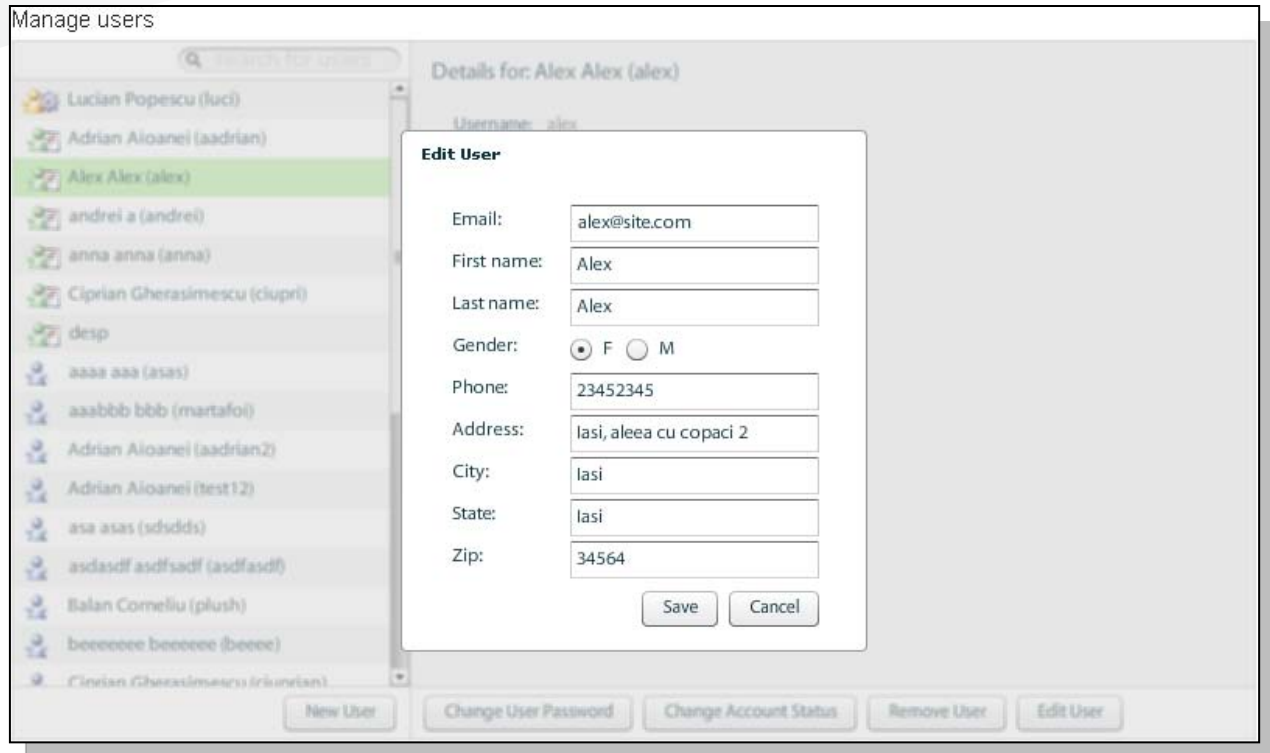 Manage users
search for users
Details for: Alex Alex (alex)
Username: alex
Lucian Popescu (luci)
Adrian Aioanei (aadrian)
Alex Alex (alex)
andrei a (andrei)
anna anna (anna)
Ciprian Gherasimescu (ciupri)
desp
aaaa aaa (asas)
aaabbb bbb (martafoi)
Adrian Aioanei (aadrian2)
Adrian Aioanei (test12)
asa asas (sdsdds)
asdasdf asdfsadf (asdfasdf)
Balan Corneliu (plush)
beeeeeee beeeeee (beeee)
Ciprian Gherasimescu (ciuprian)
New User
Edit User
Email: alex@site.com
First name: Alex
Last name: Alex
Gender: F M
Phone: 23452345
Address: Iasi, aleea cu copaci 2
City: Iasi
State: Iasi
Zip: 34564
Save Cancel
Change User Password Change Account Status Remove User Edit User